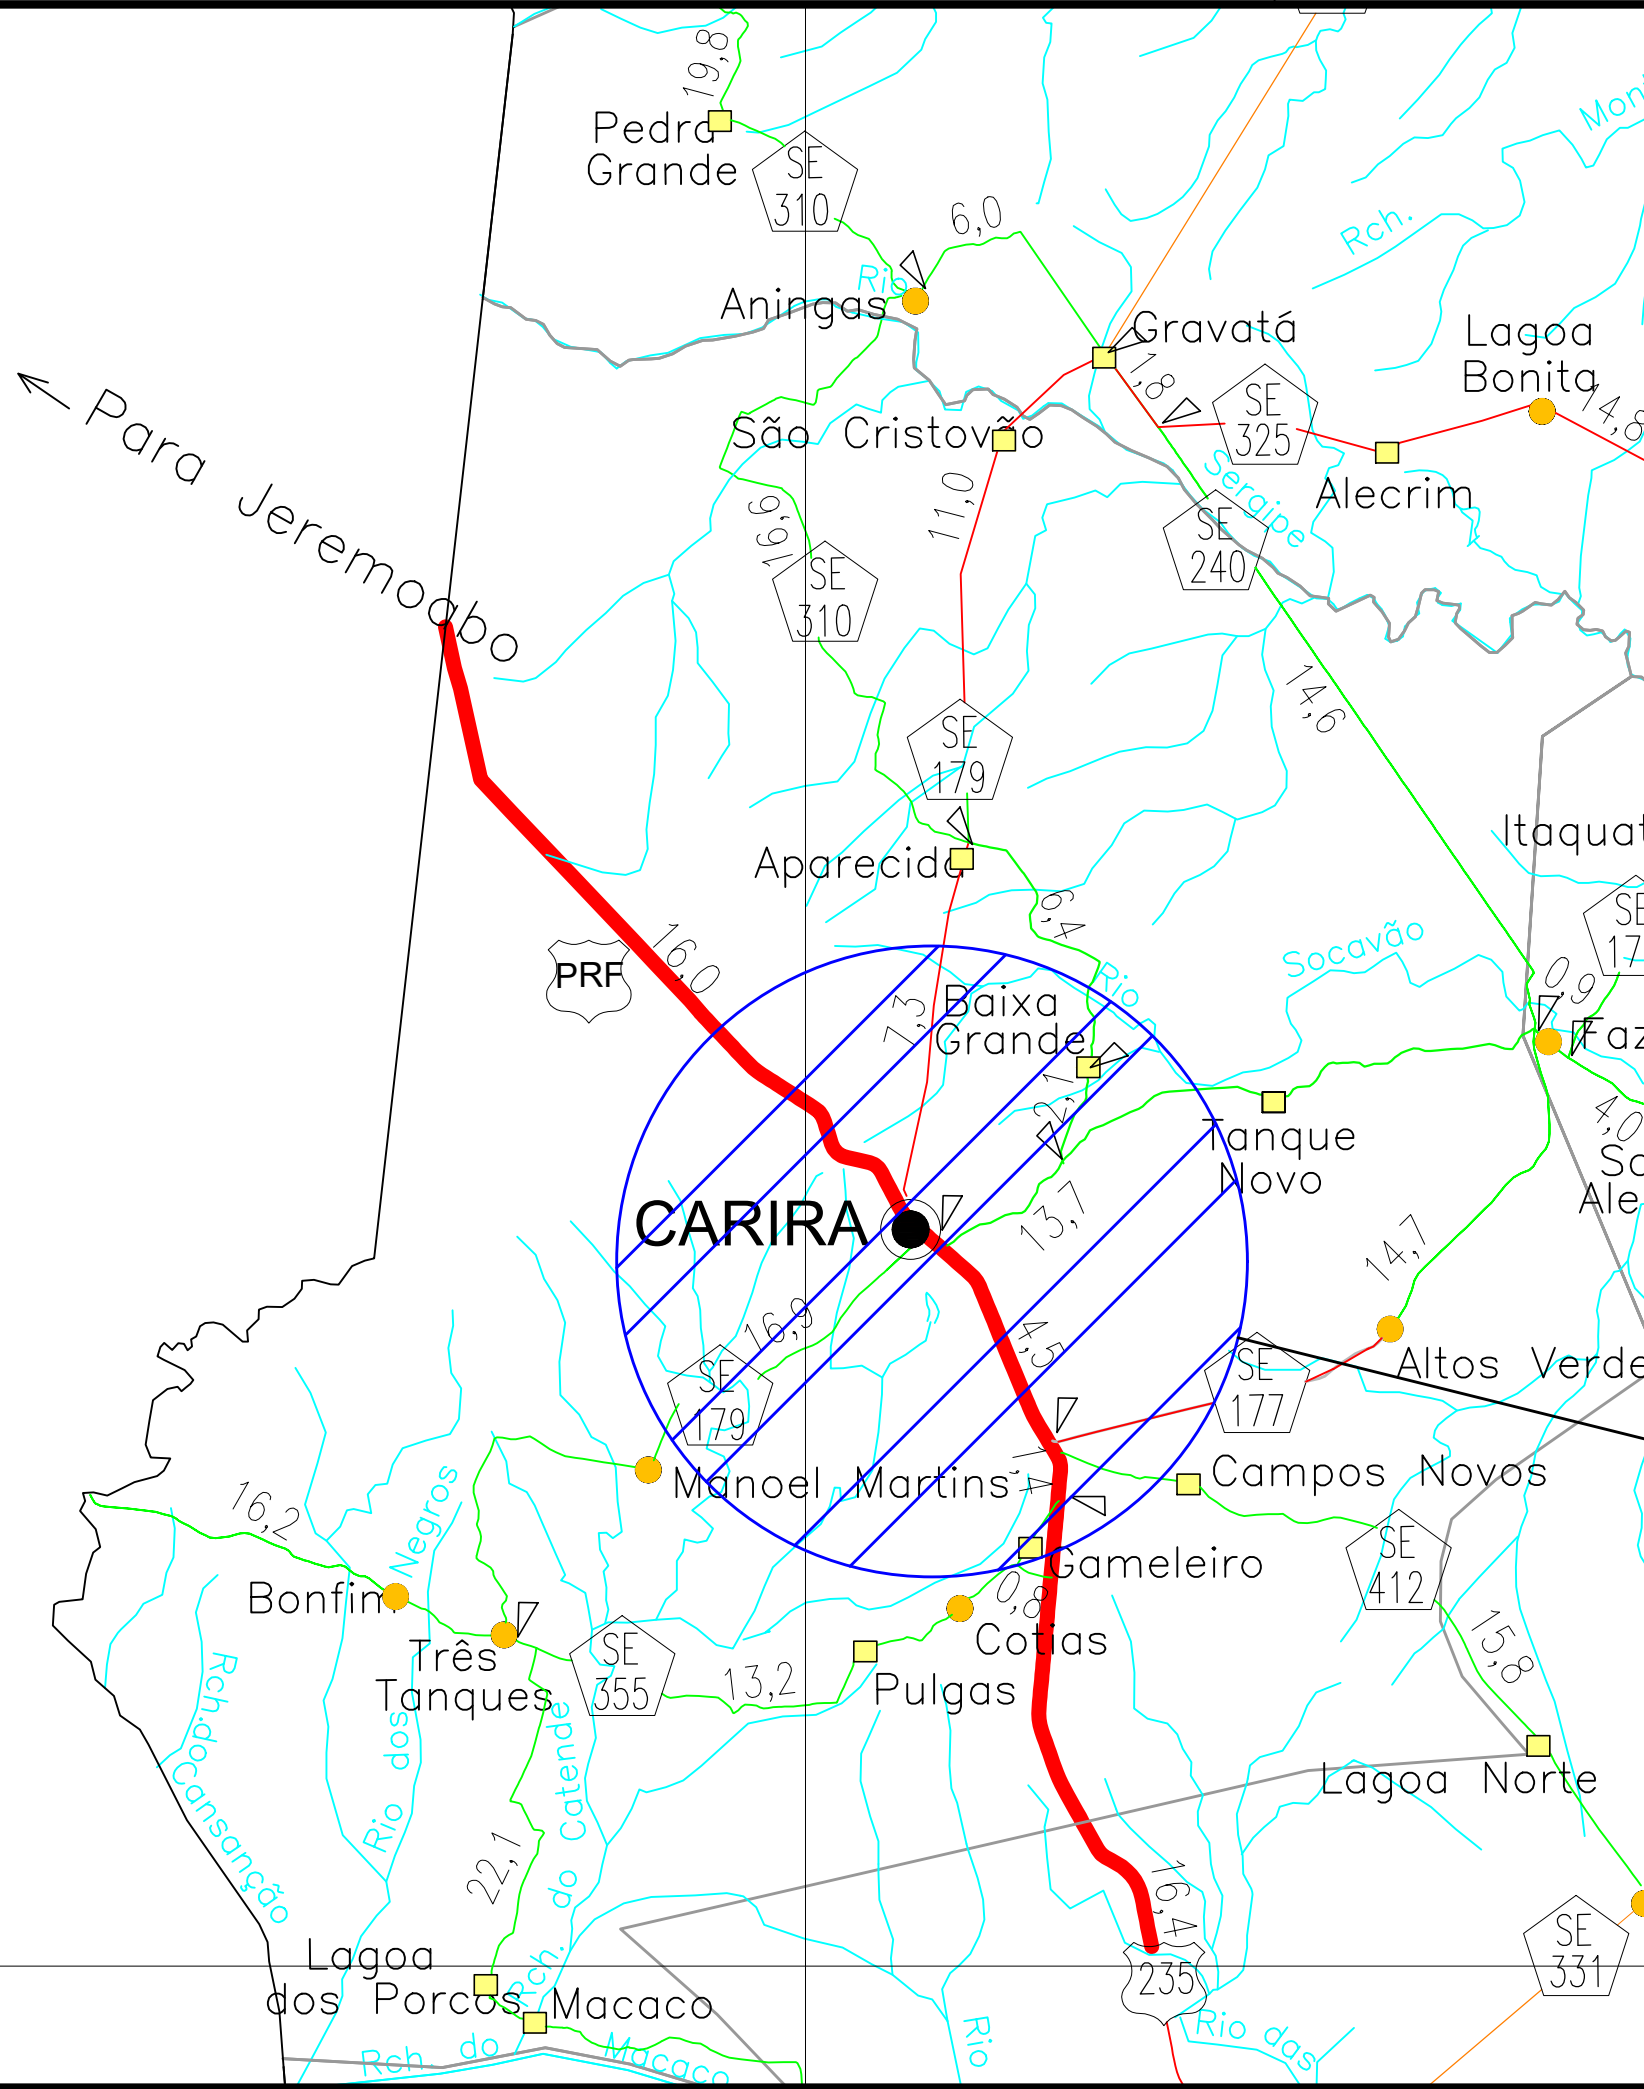 19,8
Pedra
Grande
SE
310
6,0
Rio
Aningas
Gravatá
Rch.
Lagoa
Bonita
14,8
1,8
SE
325
Alecrim
Para Jeremoabo
São Cristovão
11,0
19,9
Sergipe
SE
240
SE
310
14,6
SE
179
Aparecida
6,4
Socavão
16,0
PRF
7,3
Baixa
Grande
Rio
2,1
0,9
4,0
Tanque
Novo
CARIRA
13,7
14,7
16,9
4,5
SE
179
SE
177
Altos Verde
Manoel Martins
1,4
Campos Novos
16,2
Negros
Bonfim
Gameleiro
0,8
SE
412
Três
Tanques
SE
355
13,2
Cotias
Pulgas
15,8
Rch.do
Cansanção
Rio dos
Rch. do Catende
Lagoa Norte
22,1
16,4
SE
331
235
Lagoa
dos Porcos
Macaco
Rch. do Macaco
Rio
Rio das